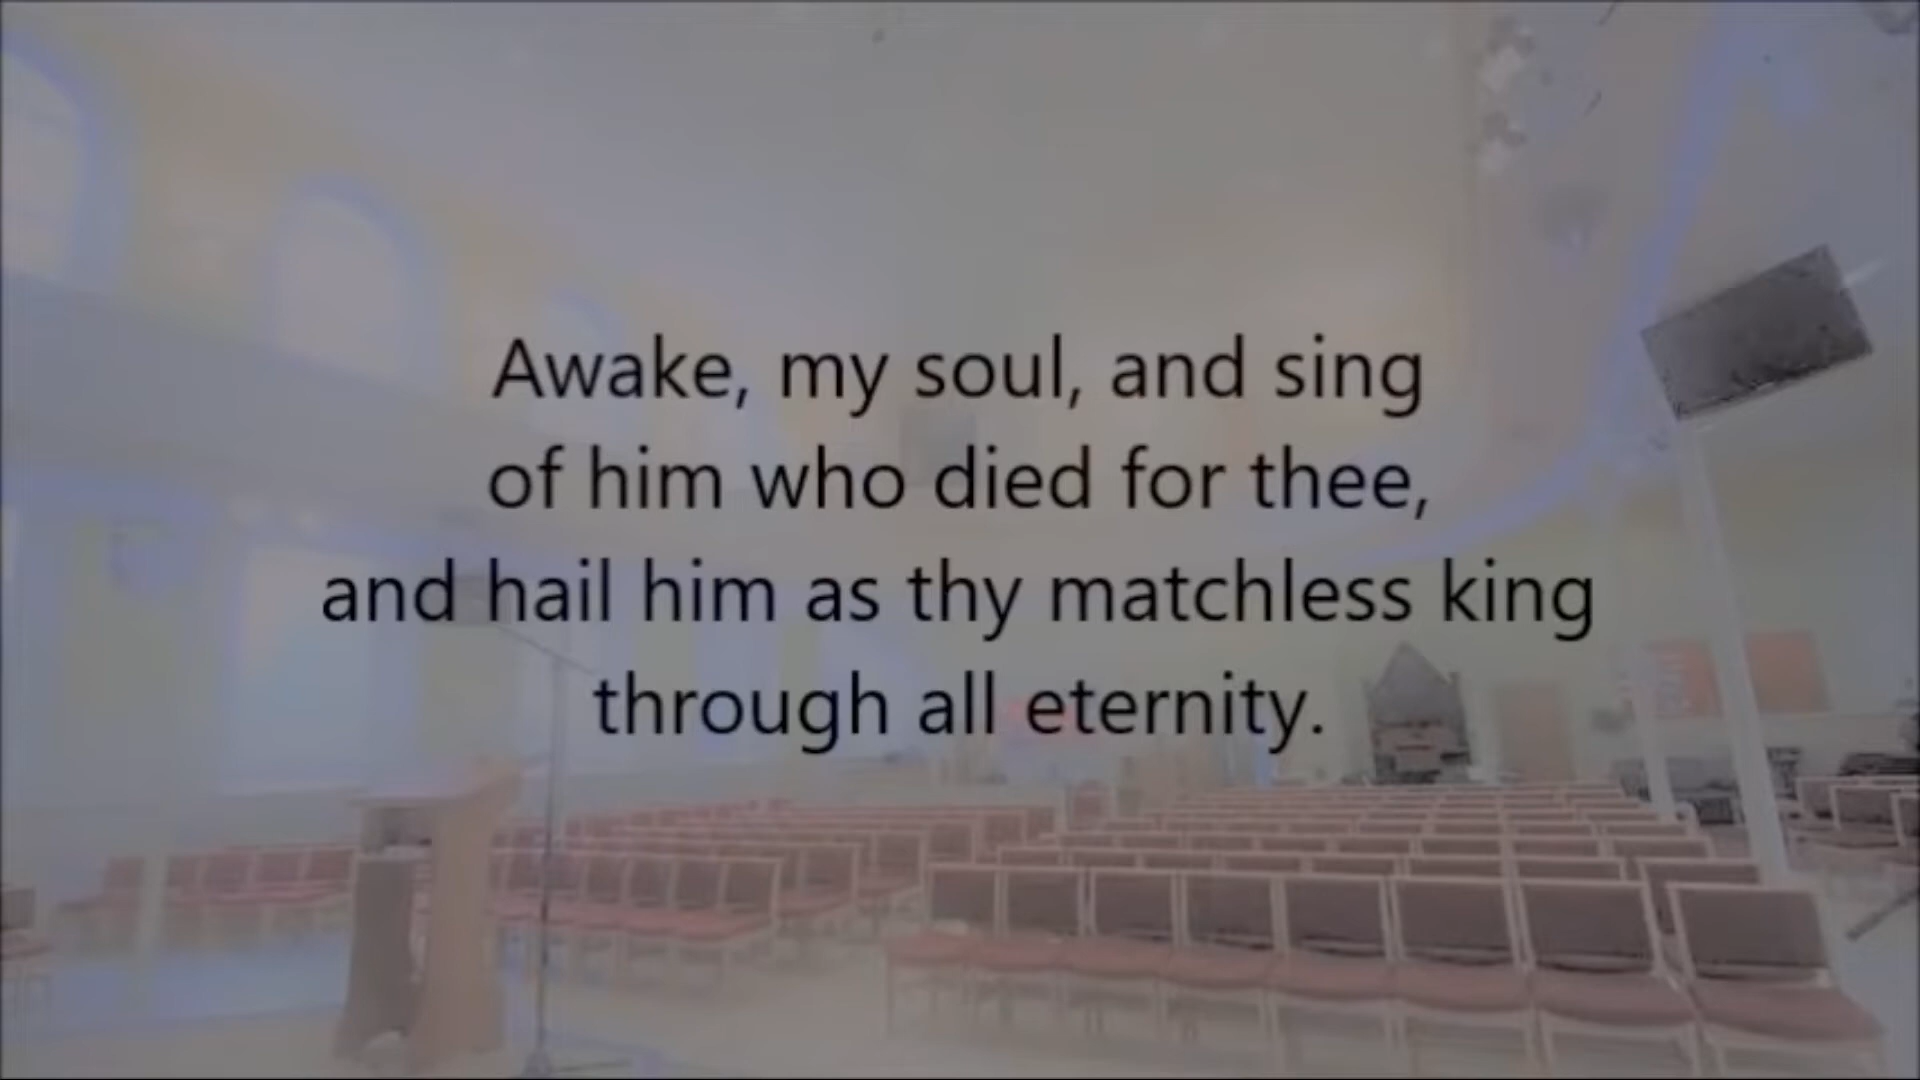 Awake, my soul, and sing
of him who died for thee,
and hail him as thy matchless king
through all eternity.